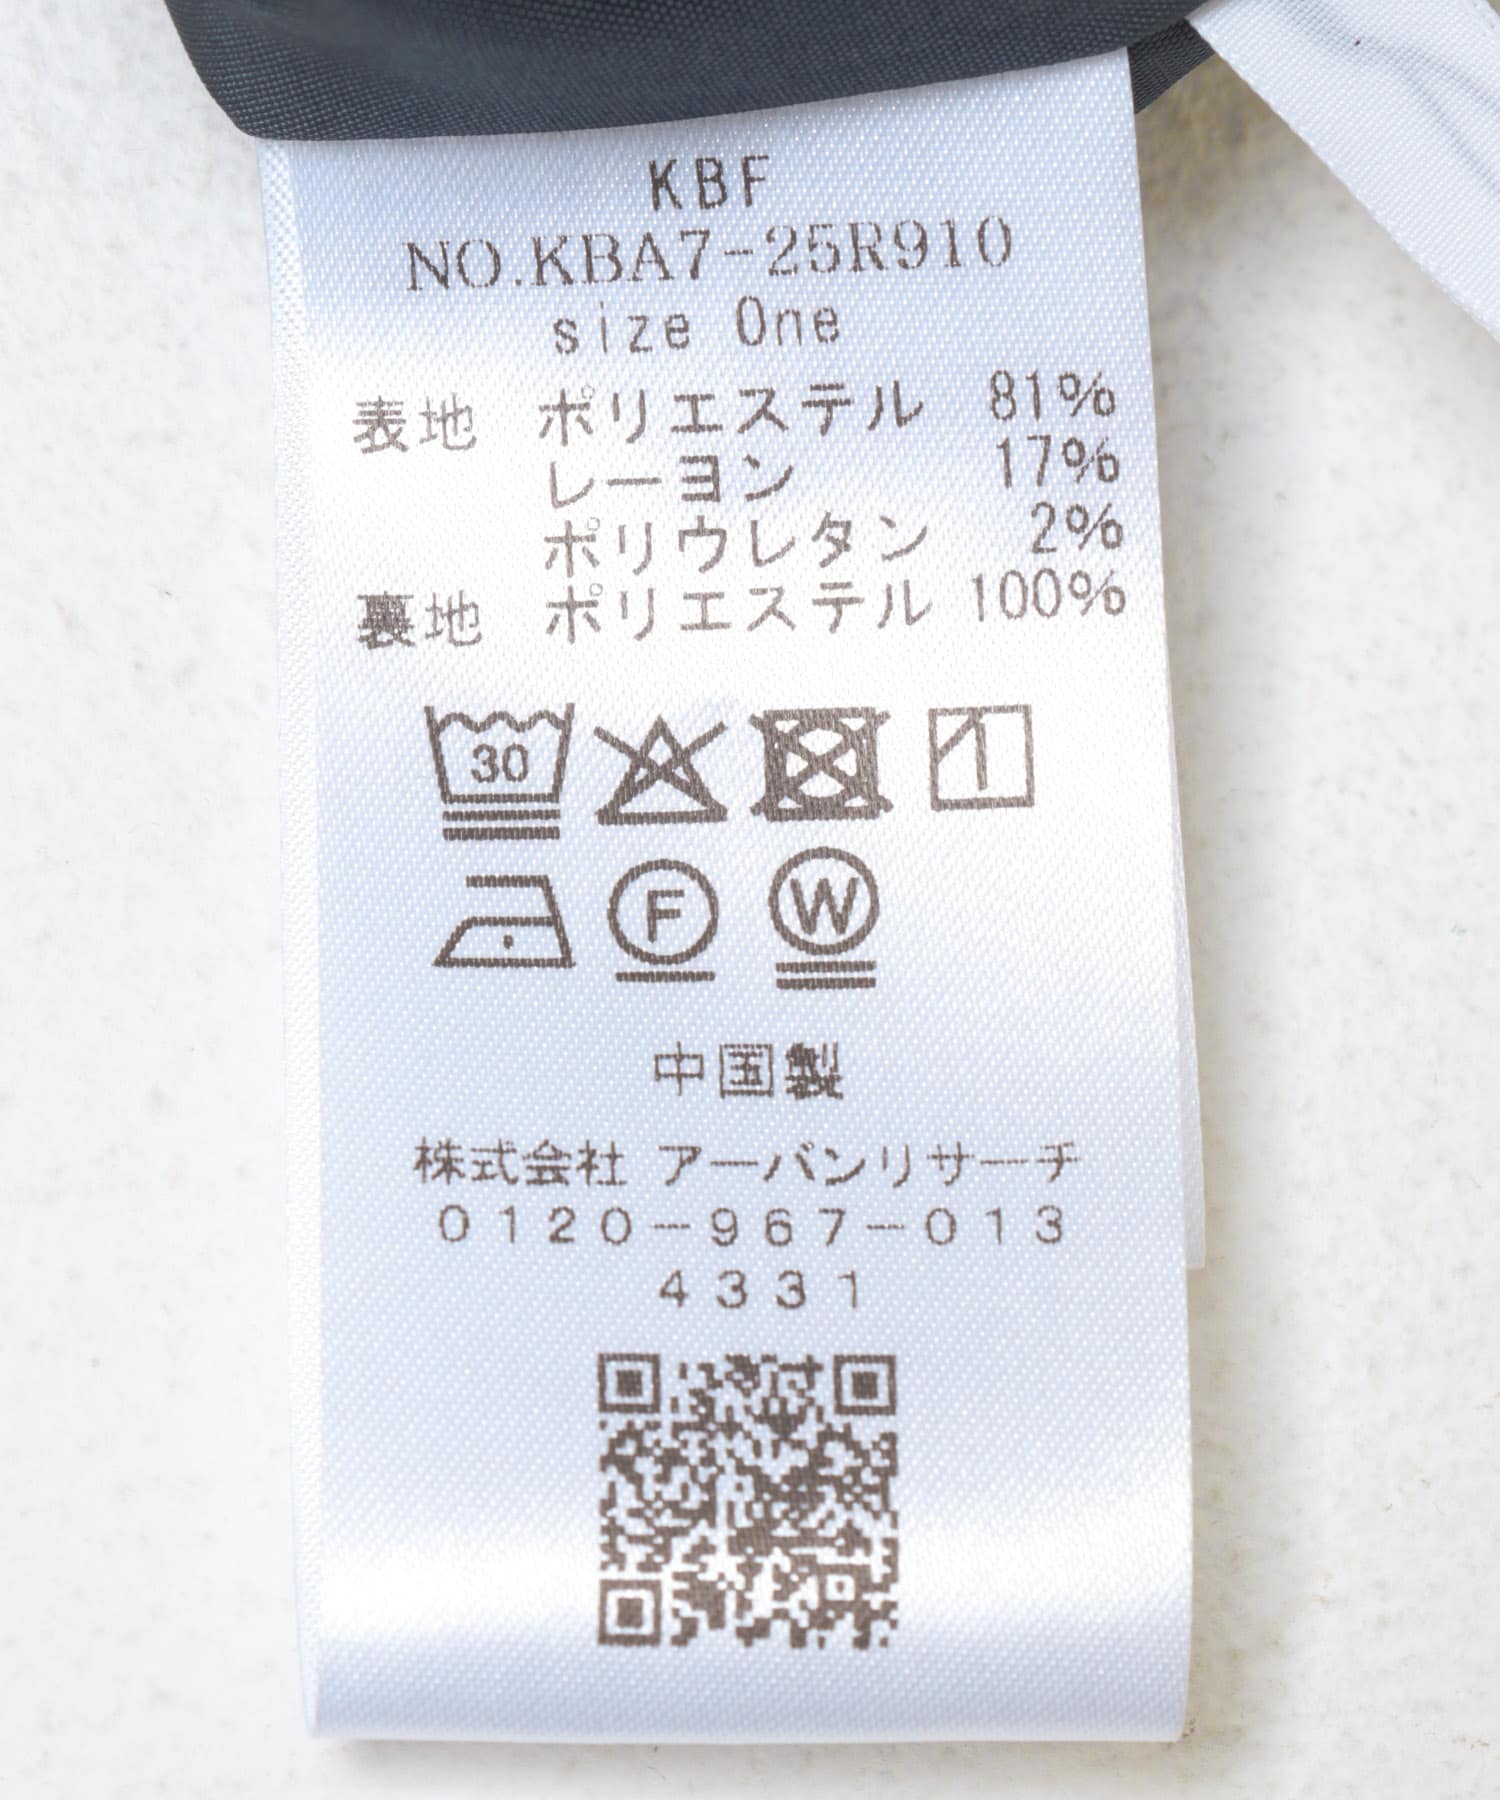 KBF
NO.KBA7-25R910
size One
表地 ポリエステル 81%
レーヨン 17%
ポリウレタン 2%
裏地 ポリエステル 100%
30
F W
中国製
株式会社 アーバンリサーチ
0120-967-013
4331